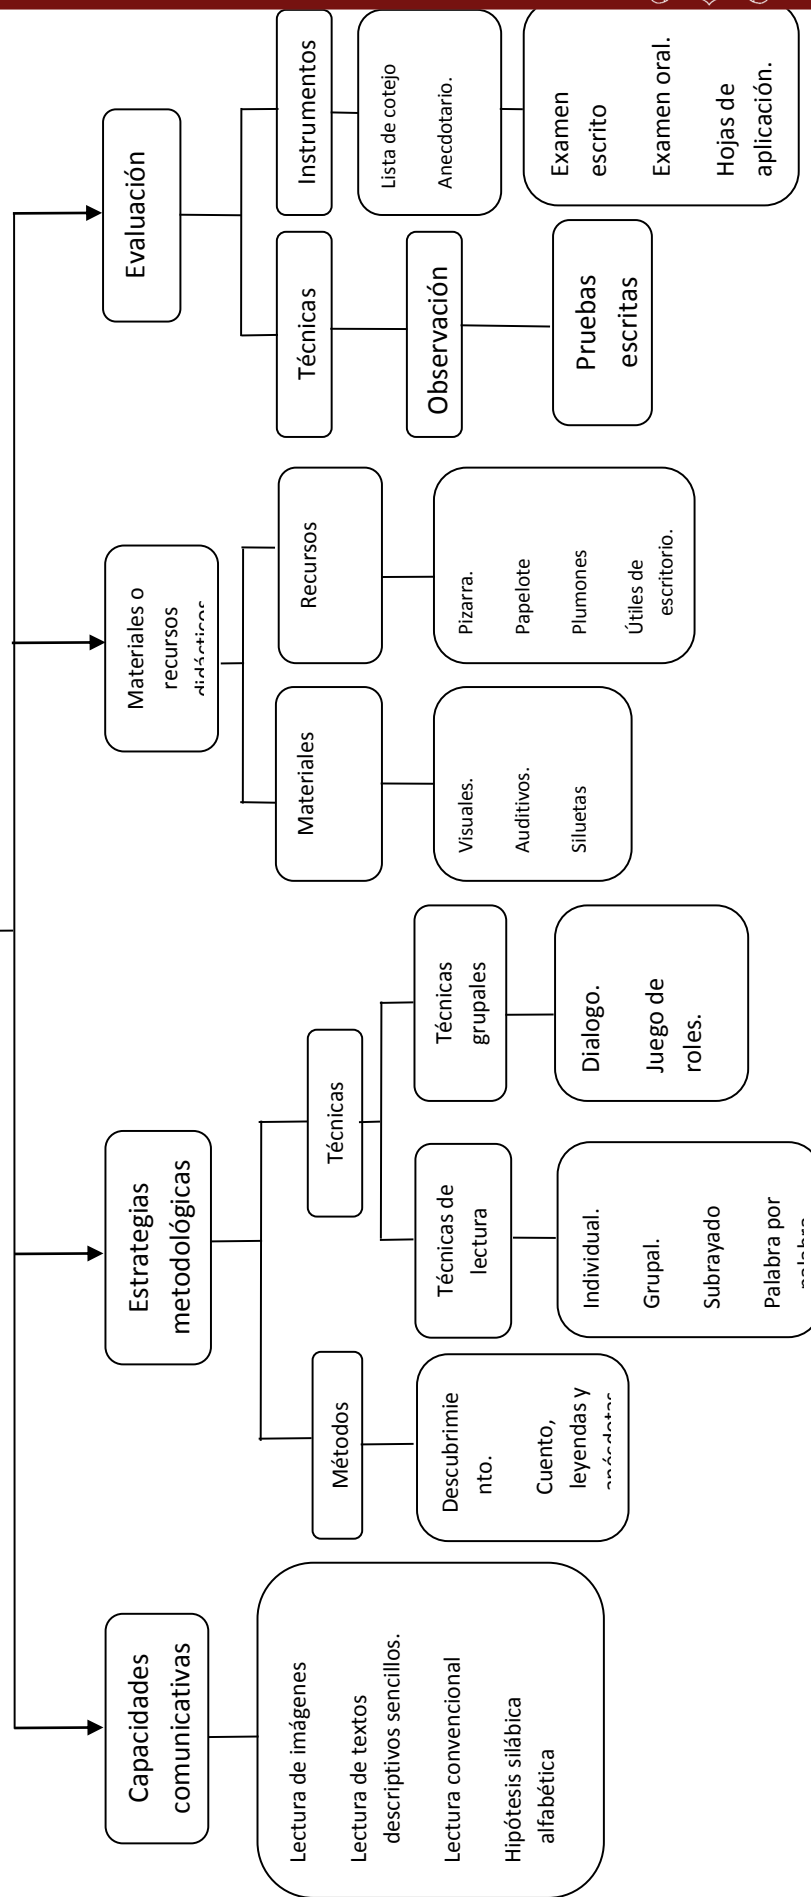 Capacidades
comunicativas
Lectura de imágenes
Lectura de textos
descriptivos sencillos.
Lectura convencional
Hipótesis silábica
alfabética
Estrategias
metodológicas
Métodos
Descubrimie
nto.
Cuento,
leyendas y
anécdotas
Técnicas
Técnicas de
lectura
Individual.
Grupal.
Subrayado
Palabra por
palabra
Técnicas
grupales
Dialogo.
Juego de
roles.
Materiales o
recursos
didácticos
Materiales
Visuales.
Auditivos.
Siluetas
Recursos
Pizarra.
Papelote
Plumones
Útiles de
escritorio.
Evaluación
Técnicas
Observación
Pruebas
escritas
Instrumentos
Lista de cotejo
Anecdotario.
Examen
escrito
Examen oral.
Hojas de
aplicación.